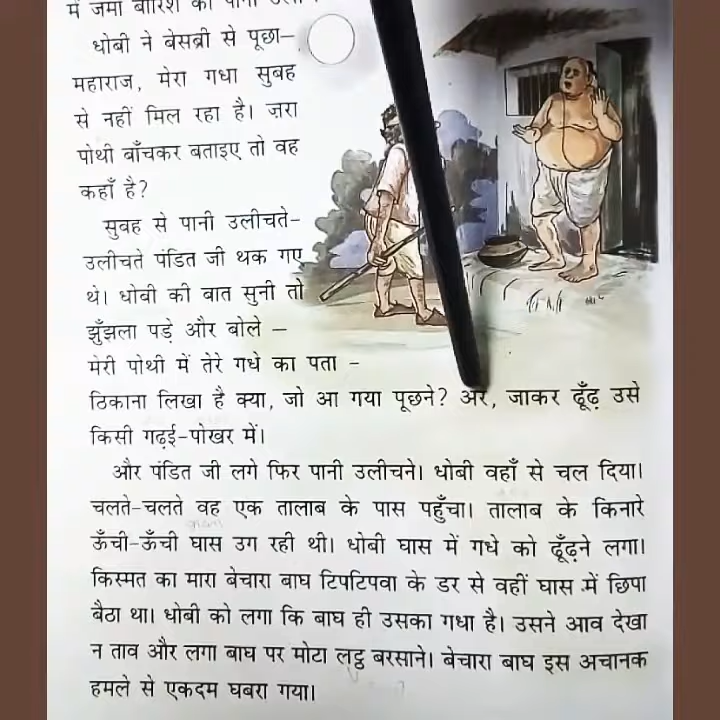 में जमा बारिश का पानी
धोबी ने बेसब्री से पूछा–
महाराज, मेरा गधा सुबह
से नहीं मिल रहा है। ज़रा
पोथी बाँचकर बताइए तो वह
कहाँ है?
सुबह से पानी उलीचते-
उलीचते पंडित जी थक गए
थे। धोबी की बात सुनी तो
झुँझला पड़े और बोले –
मेरी पोथी में तेरे गधे का पता -
ठिकाना लिखा है क्या, जो आ गया पूछने? अरे, जाकर ढूँढ़ उसे
किसी गढ़ई-पोखर में।
और पंडित जी लगे फिर पानी उलीचने। धोबी वहाँ से चल दिया।
चलते-चलते वह एक तालाब के पास पहुँचा। तालाब के किनारे
ऊँची-ऊँची घास उग रही थी। धोबी घास में गधे को ढूँढ़ने लगा।
किस्मत का मारा बेचारा बाघ टिपटिपवा के डर से वहीं घास में छिपा
बैठा था। धोबी को लगा कि बाघ ही उसका गधा है। उसने आव देखा
न ताव और लगा बाघ पर मोटा लट्ठ बरसाने। बेचारा बाघ इस अचानक
हमले से एकदम घबरा गया।